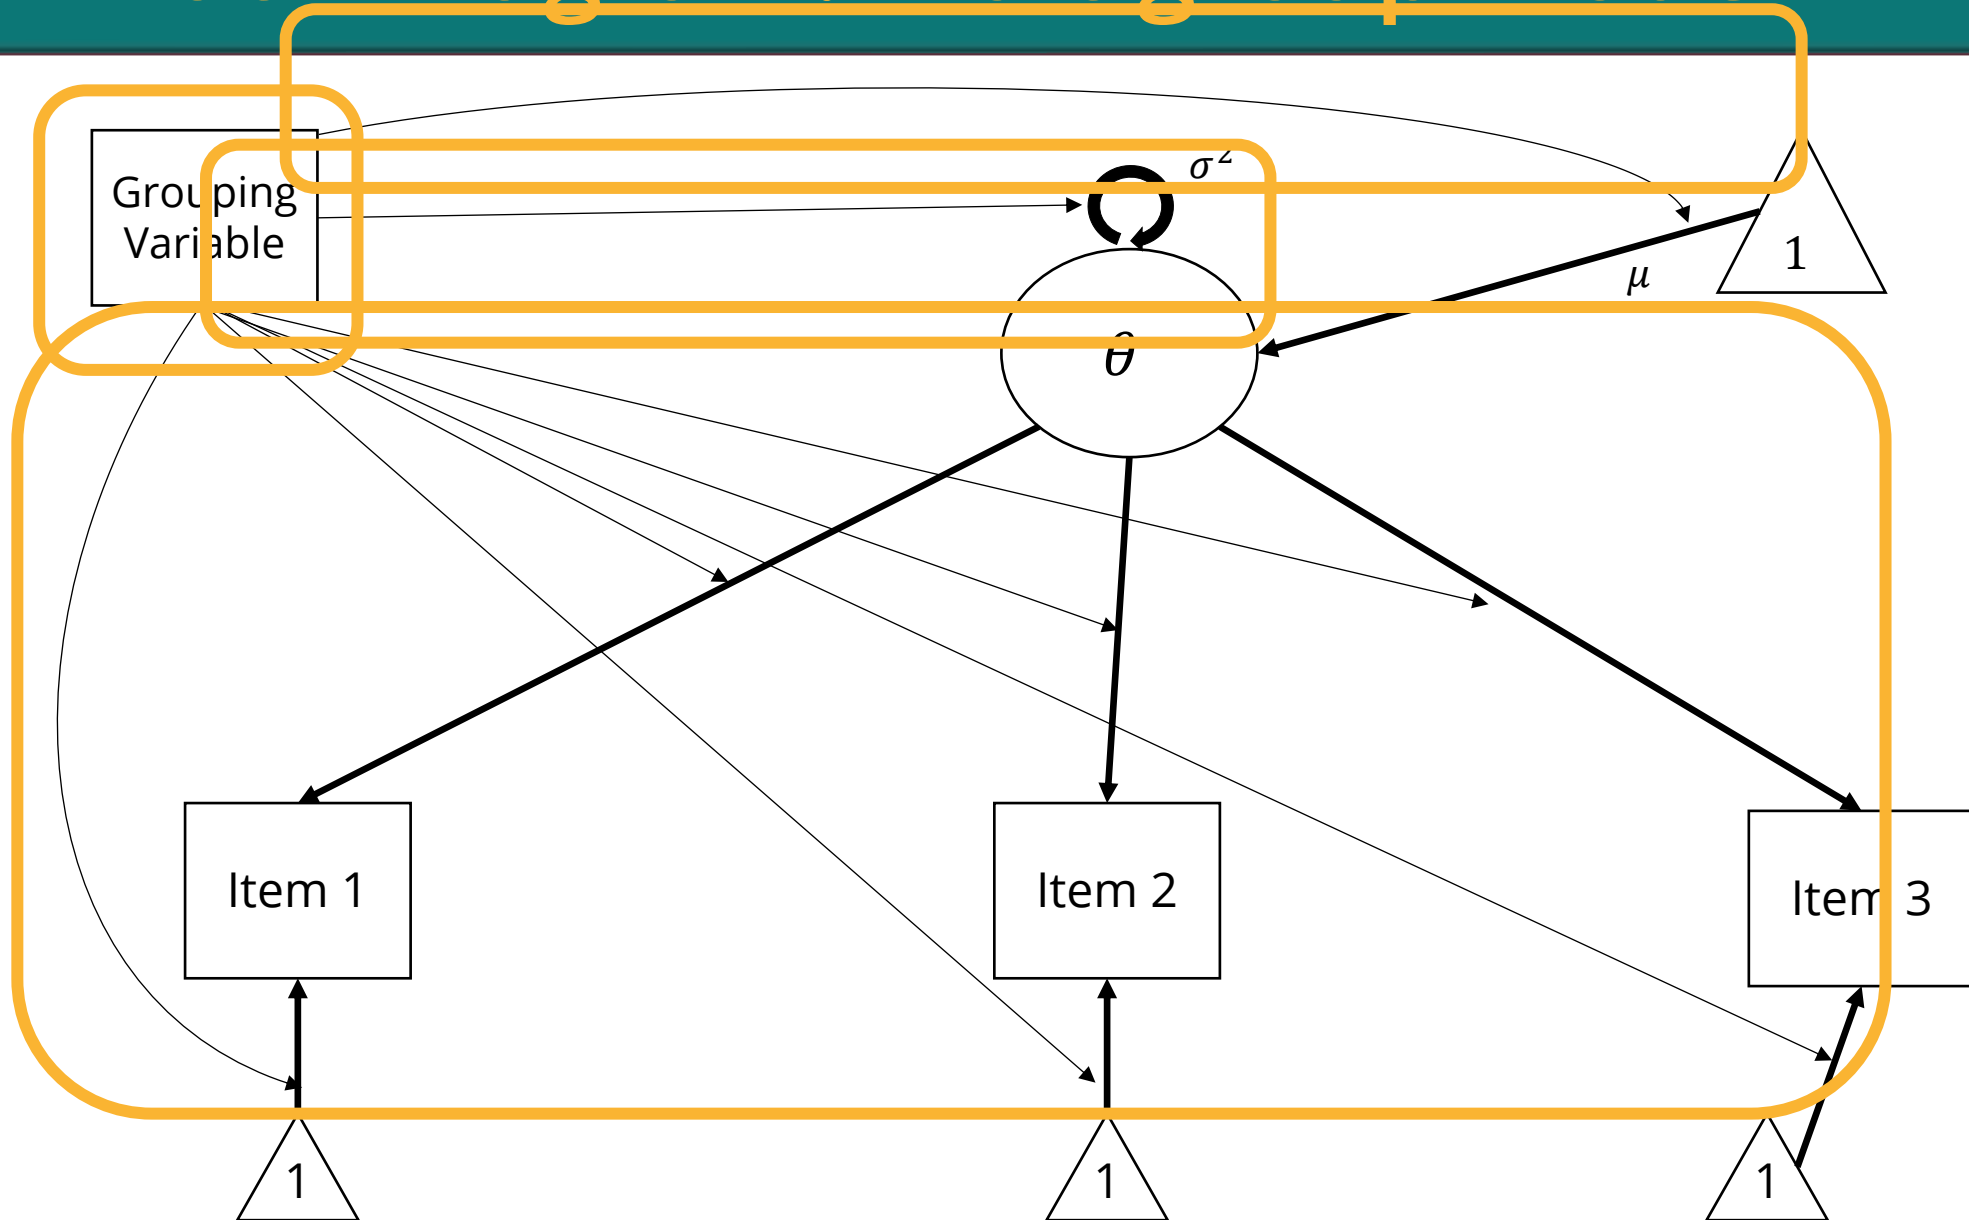 Grouping
Variable
σ²
1
μ
θ
Item 1
Item 2
Item 3
1
1
1